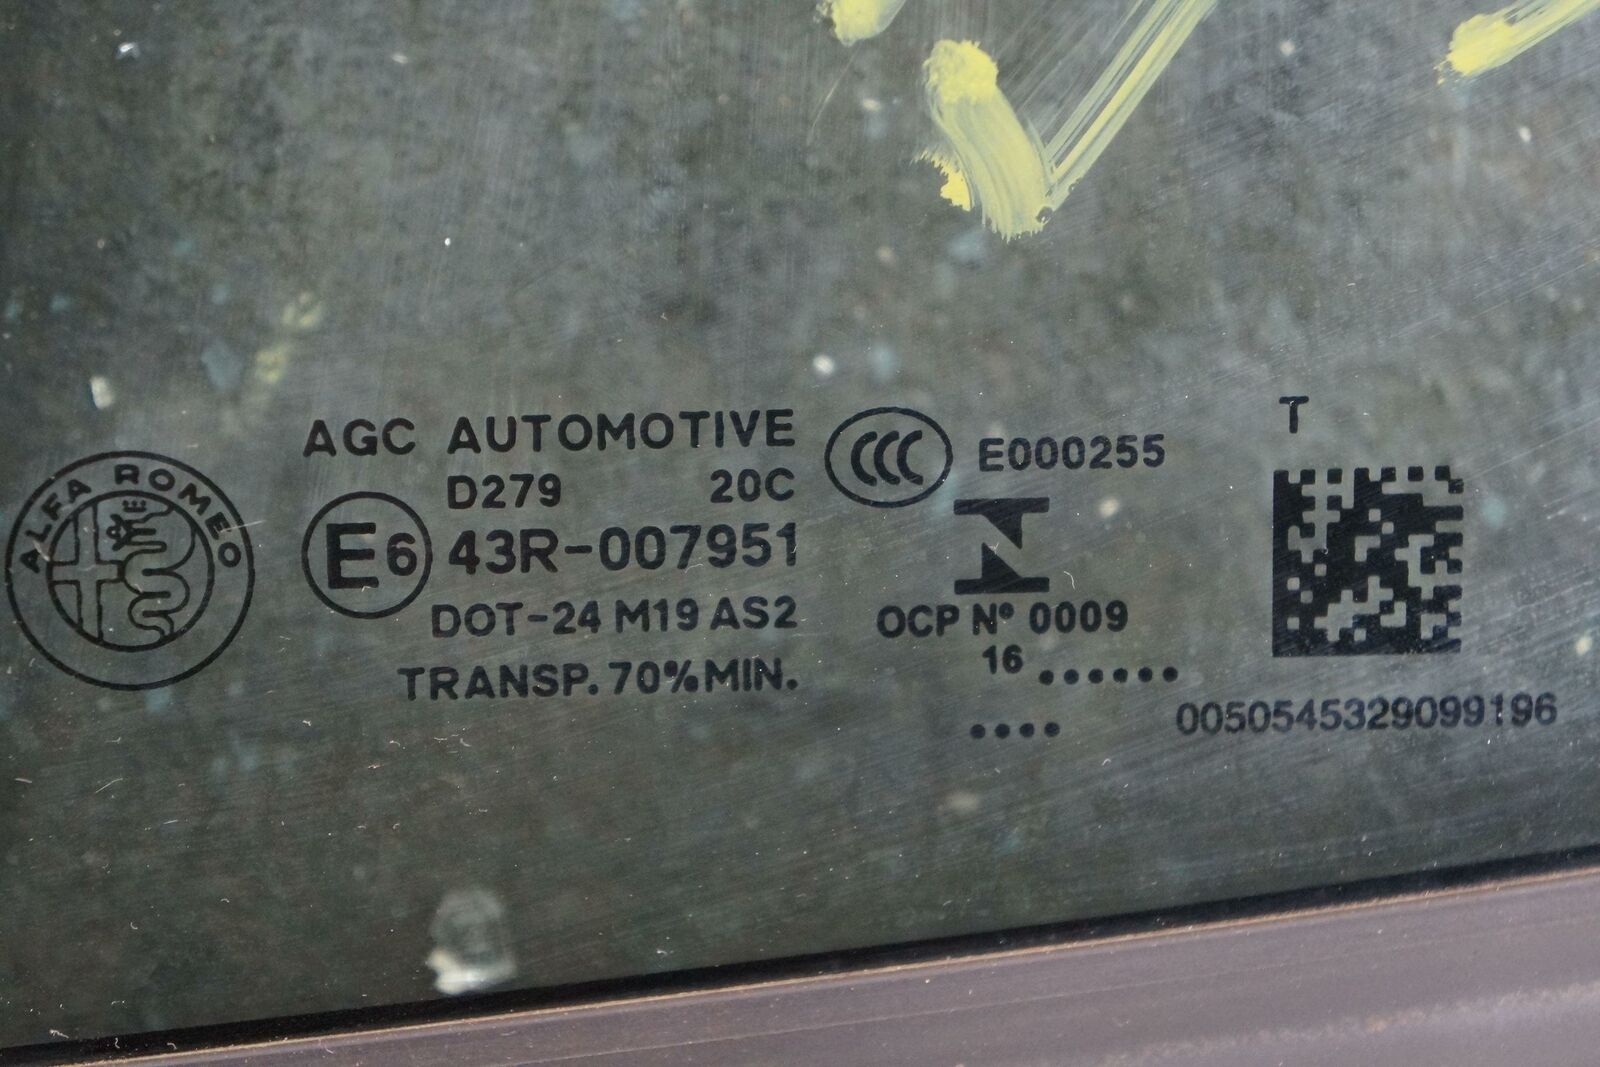 ALFA ROMEO
AGC AUTOMOTIVE
D279 20C
E6 43R-007951
DOT-24 M19 AS2
TRANSP. 70% MIN.
CCC E000255
OCP Nº 0009
16 ......
....
T
0050545329099196